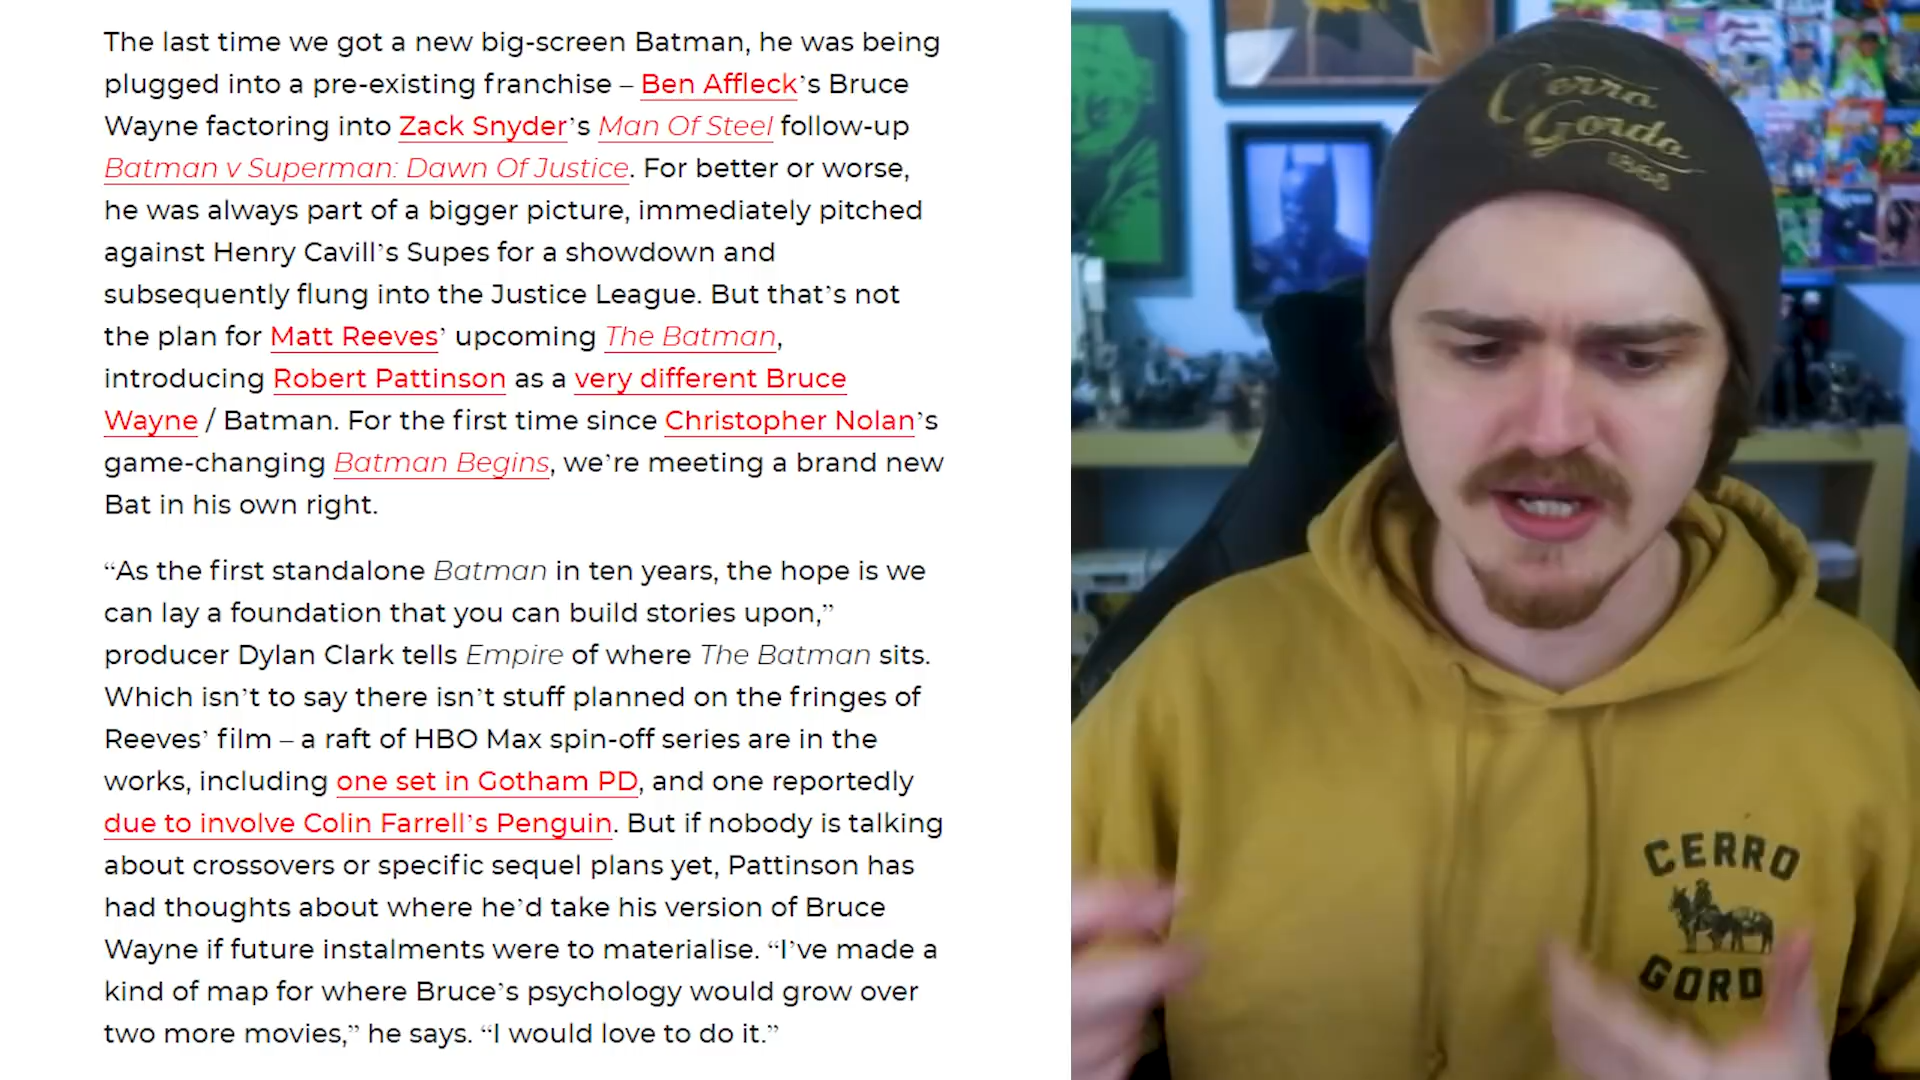 The last time we got a new big-screen Batman, he was being
plugged into a pre-existing franchise – Ben Affleck’s Bruce
Wayne factoring into Zack Snyder’s Man Of Steel follow-up
Batman v Superman: Dawn Of Justice. For better or worse,
he was always part of a bigger picture, immediately pitched
against Henry Cavill’s Supes for a showdown and
subsequently flung into the Justice League. But that’s not
the plan for Matt Reeves’ upcoming The Batman,
introducing Robert Pattinson as a very different Bruce
Wayne / Batman. For the first time since Christopher Nolan’s
game-changing Batman Begins, we’re meeting a brand new
Bat in his own right.
“As the first standalone Batman in ten years, the hope is we
can lay a foundation that you can build stories upon,”
producer Dylan Clark tells Empire of where The Batman sits.
Which isn’t to say there isn’t stuff planned on the fringes of
Reeves’ film – a raft of HBO Max spin-off series are in the
works, including one set in Gotham PD, and one reportedly
due to involve Colin Farrell’s Penguin. But if nobody is talking
about crossovers or specific sequel plans yet, Pattinson has
had thoughts about where he’d take his version of Bruce
Wayne if future instalments were to materialise. “I’ve made a
kind of map for where Bruce’s psychology would grow over
two more movies,” he says. “I would love to do it.”
Cerro
Gordo
1865
CERRO
GORD